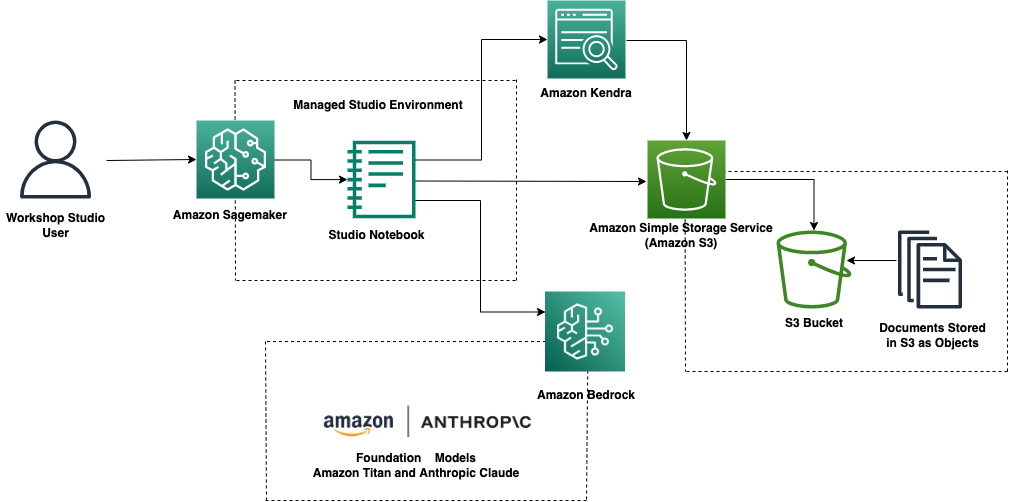 Amazon Kendra
Managed Studio Environment
Workshop Studio
User
Amazon Sagemaker
Studio Notebook
Amazon Simple Storage Service
(Amazon S3)
S3 Bucket
Documents Stored
in S3 as Objects
Amazon Bedrock
amazon | ANTHROP\C
Foundation Models
Amazon Titan and Anthropic Claude